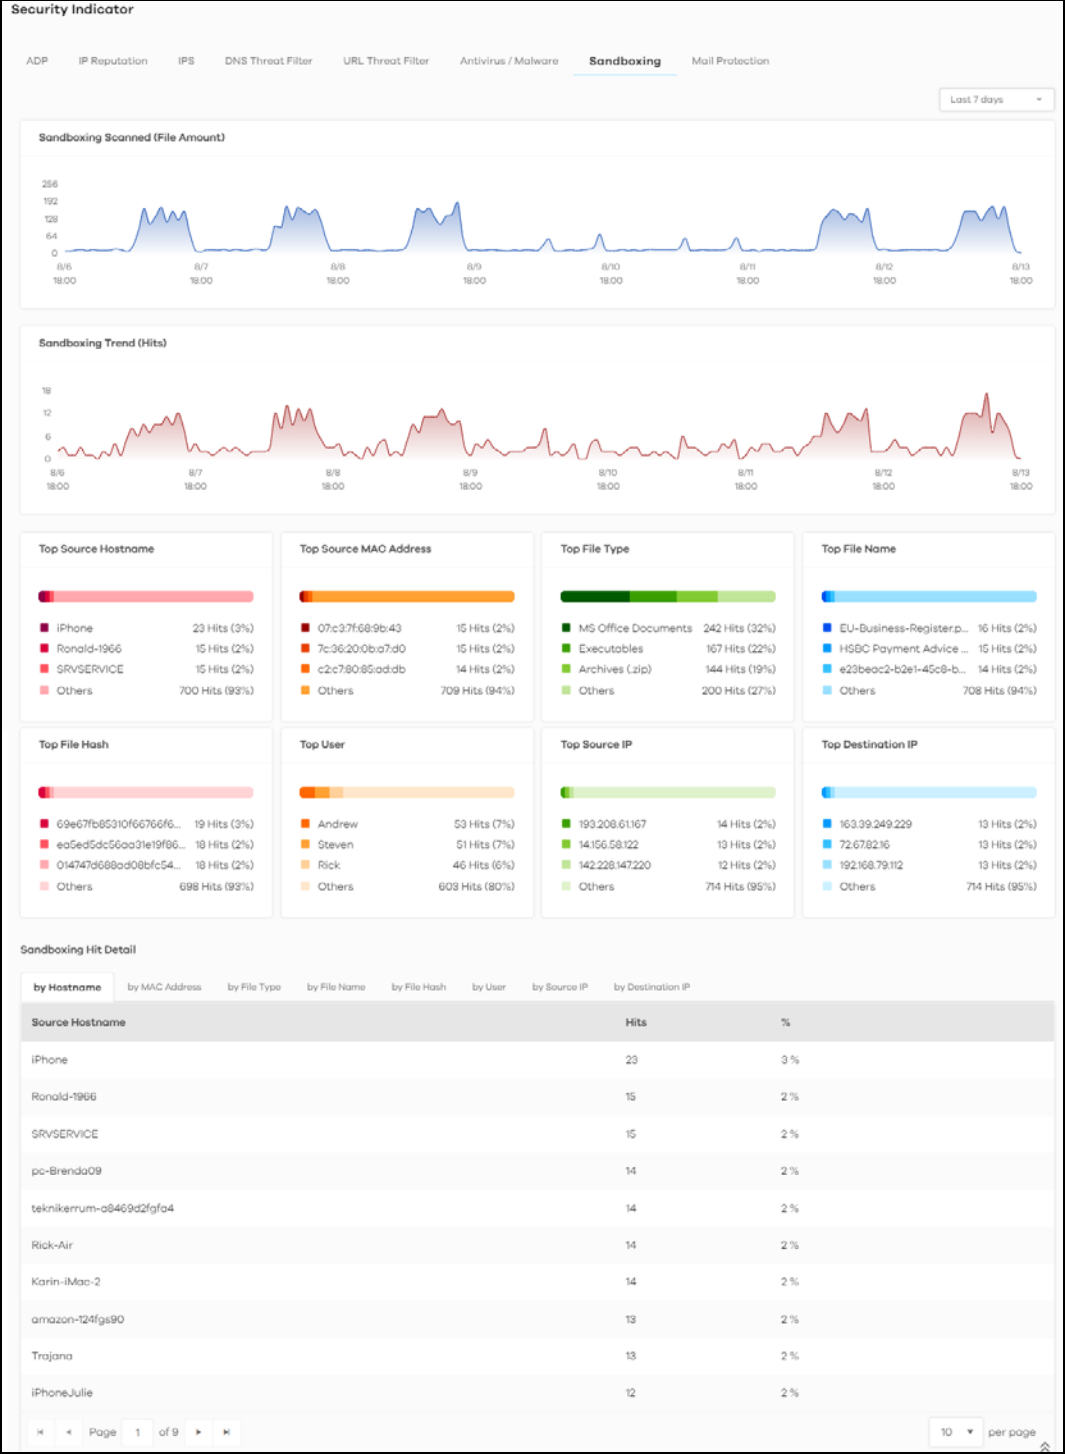 Security Indicator
ADP IP Reputation IPS DNS Threat Filter URL Threat Filter Antivirus / Malware Sandboxing Mail Protection
Last 7 days
Sandboxing Scanned (File Amount)
256
192
128
64
0
8/6 8/7 8/8 8/9 8/10 8/11 8/12 8/13
18:00 18:00 18:00 18:00 18:00 18:00 18:00 18:00
Sandboxing Trend (Hits)
18
12
6
0
8/6 8/7 8/8 8/9 8/10 8/11 8/12 8/13
18:00 18:00 18:00 18:00 18:00 18:00 18:00 18:00
Top Source Hostname
iPhone 23 Hits (3%)
Ronald-1966 15 Hits (2%)
SRVSERVICE 15 Hits (2%)
Others 700 Hits (93%)
Top Source MAC Address
07:c3:7f:68:9b:43 15 Hits (2%)
7c:36:20:0b:a7:d0 15 Hits (2%)
c2:c7:80:85:ad:db 14 Hits (2%)
Others 709 Hits (94%)
Top File Type
MS Office Documents 242 Hits (32%)
Executables 167 Hits (22%)
Archives (.zip) 144 Hits (19%)
Others 200 Hits (27%)
Top File Name
EU-Business-Register.p... 16 Hits (2%)
HSBC Payment Advice ... 15 Hits (2%)
e23beac2-b2e1-45c8-b... 14 Hits (2%)
Others 708 Hits (94%)
Top File Hash
69e67fb85310f66766f6... 19 Hits (3%)
ea5ed5dc56aa31e19f86... 18 Hits (2%)
014747d688ad08bfc54... 18 Hits (2%)
Others 698 Hits (93%)
Top User
Andrew 53 Hits (7%)
Steven 51 Hits (7%)
Rick 46 Hits (6%)
Others 603 Hits (80%)
Top Source IP
193.208.61.167 14 Hits (2%)
14.156.58.122 13 Hits (2%)
142.228.147.220 12 Hits (2%)
Others 714 Hits (95%)
Top Destination IP
163.39.249.229 13 Hits (2%)
72.67.82.16 13 Hits (2%)
192.168.79.112 13 Hits (2%)
Others 714 Hits (95%)
Sandboxing Hit Detail
by Hostname by MAC Address by File Type by File Name by File Hash by User by Source IP by Destination IP
Source Hostname Hits %
iPhone 23 3 %
Ronald-1966 15 2 %
SRVSERVICE 15 2 %
pc-Brenda09 14 2 %
teknikerrum-a8469d2fgfa4 14 2 %
Rick-Air 14 2 %
Karin-iMac-2 14 2 %
amazon-124fgs90 13 2 %
Trajana 13 2 %
iPhoneJulie 12 2 %
Page 1 of 9 10 per page